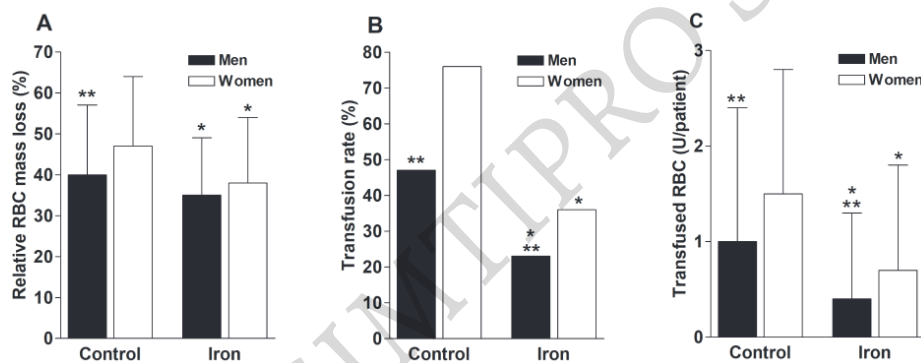 A
Relative RBC mass loss (%)
70
60
50
40
30
20
10
0
Men
Women
**
*
*
Control
Iron
B
Transfusion rate (%)
80
70
60
50
40
30
20
10
0
Men
Women
**
*
**
*
Control
Iron
C
Transfused RBC (U/patient)
3
2
1
0
Men
Women
**
*
**
*
Control
Iron
SIMTIPRO S